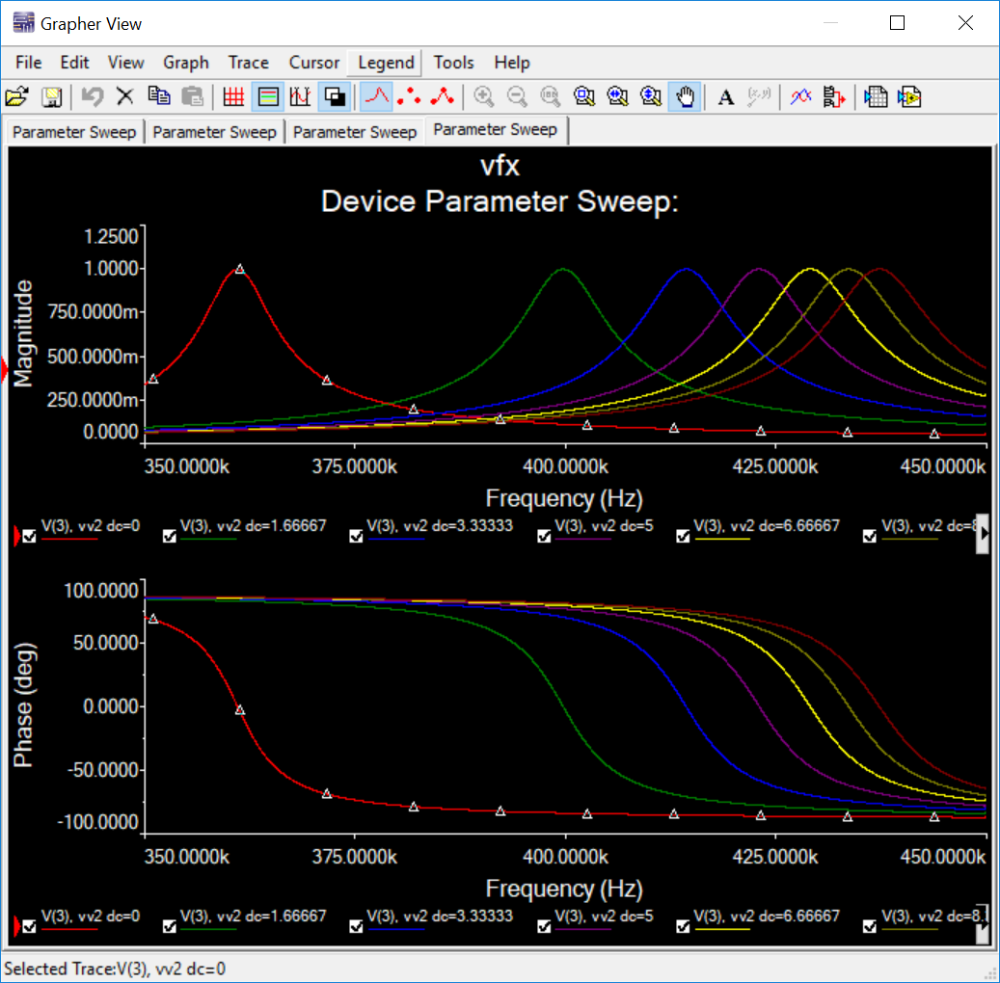 Grapher View
File Edit View Graph Trace Cursor Legend Tools Help
A (x,y)
Parameter Sweep Parameter Sweep Parameter Sweep Parameter Sweep
vfx
Device Parameter Sweep:
Magnitude
1.2500
1.0000
750.0000m
500.0000m
250.0000m
0.0000
350.0000k 375.0000k 400.0000k 425.0000k 450.0000k
Frequency (Hz)
V(3), vv2 dc=0 V(3), vv2 dc=1.66667 V(3), vv2 dc=3.33333 V(3), vv2 dc=5 V(3), vv2 dc=6.66667 V(3), vv2 dc=8
Phase (deg)
100.0000
50.0000
0.0000
-50.0000
-100.0000
350.0000k 375.0000k 400.0000k 425.0000k 450.0000k
Frequency (Hz)
V(3), vv2 dc=0 V(3), vv2 dc=1.66667 V(3), vv2 dc=3.33333 V(3), vv2 dc=5 V(3), vv2 dc=6.66667 V(3), vv2 dc=8.
Selected Trace:V(3), vv2 dc=0